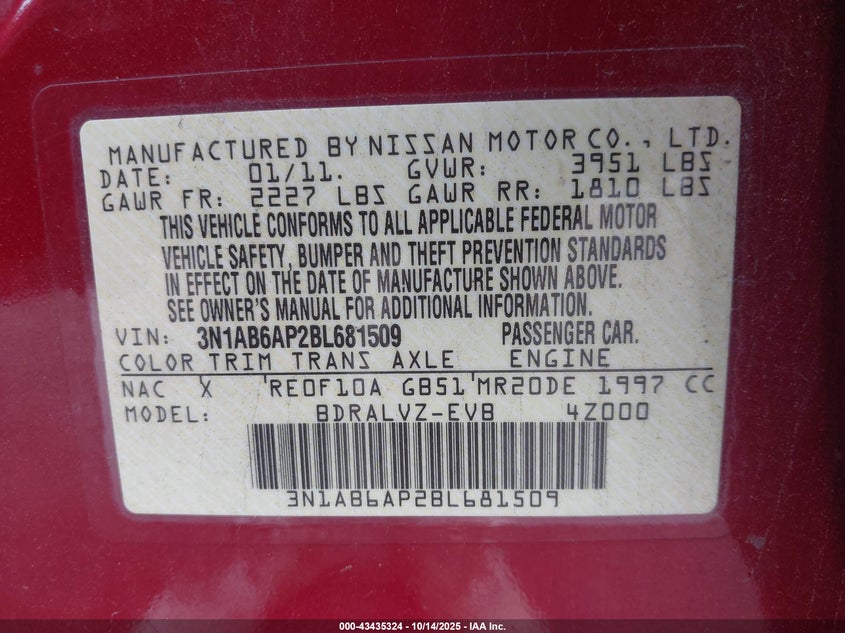 MANUFACTURED BY NISSAN MOTOR CO., LTD.
DATE: 01/11. GVWR: 3951 LBS
GAWR FR: 2227 LBS GAWR RR: 1810 LBS
THIS VEHICLE CONFORMS TO ALL APPLICABLE FEDERAL MOTOR
VEHICLE SAFETY, BUMPER AND THEFT PREVENTION STANDARDS
IN EFFECT ON THE DATE OF MANUFACTURE SHOWN ABOVE.
SEE OWNER'S MANUAL FOR ADDITIONAL INFORMATION.
VIN: 3N1AB6AP2BL681509 PASSENGER CAR.
COLOR TRIM TRANS AXLE ENGINE
NAC X RE0F10A GB51 MR20DE 1997 CC
MODEL: BDRALVZ-EVB 4Z000
3N1AB6AP2BL681509
000-43435324 | 10/14/2025 | IAA Inc.